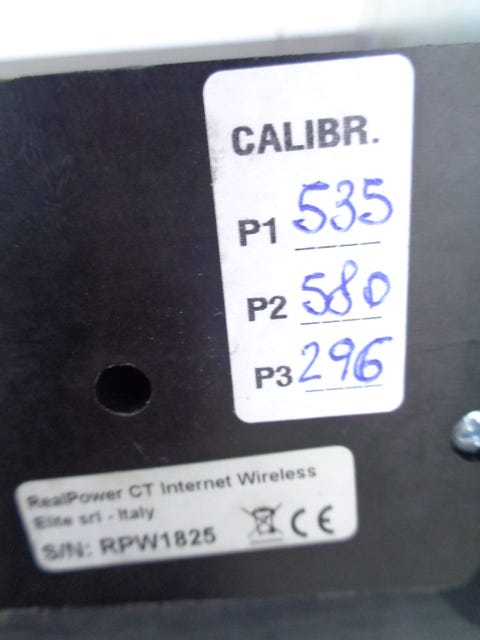 CALIBR.
P1 535
P2 580
P3 296
RealPower CT Internet Wireless
Elite srl - Italy
S/N: RPW1825 CE